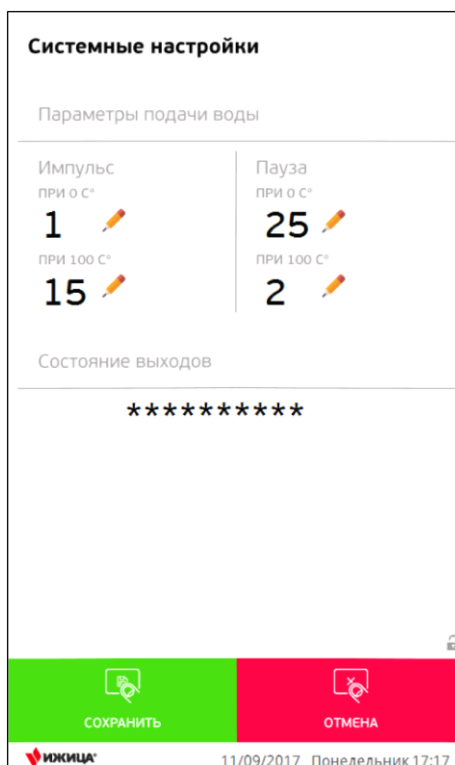 Системные настройки
Параметры подачи воды
Импульс
ПРИ 0 С°
1
ПРИ 100 С°
15
Пауза
ПРИ 0 С°
25
ПРИ 100 С°
2
Состояние выходов
**********
СОХРАНИТЬ
ОТМЕНА
ИЖИЦА
11/09/2017 Понедельник 17:17